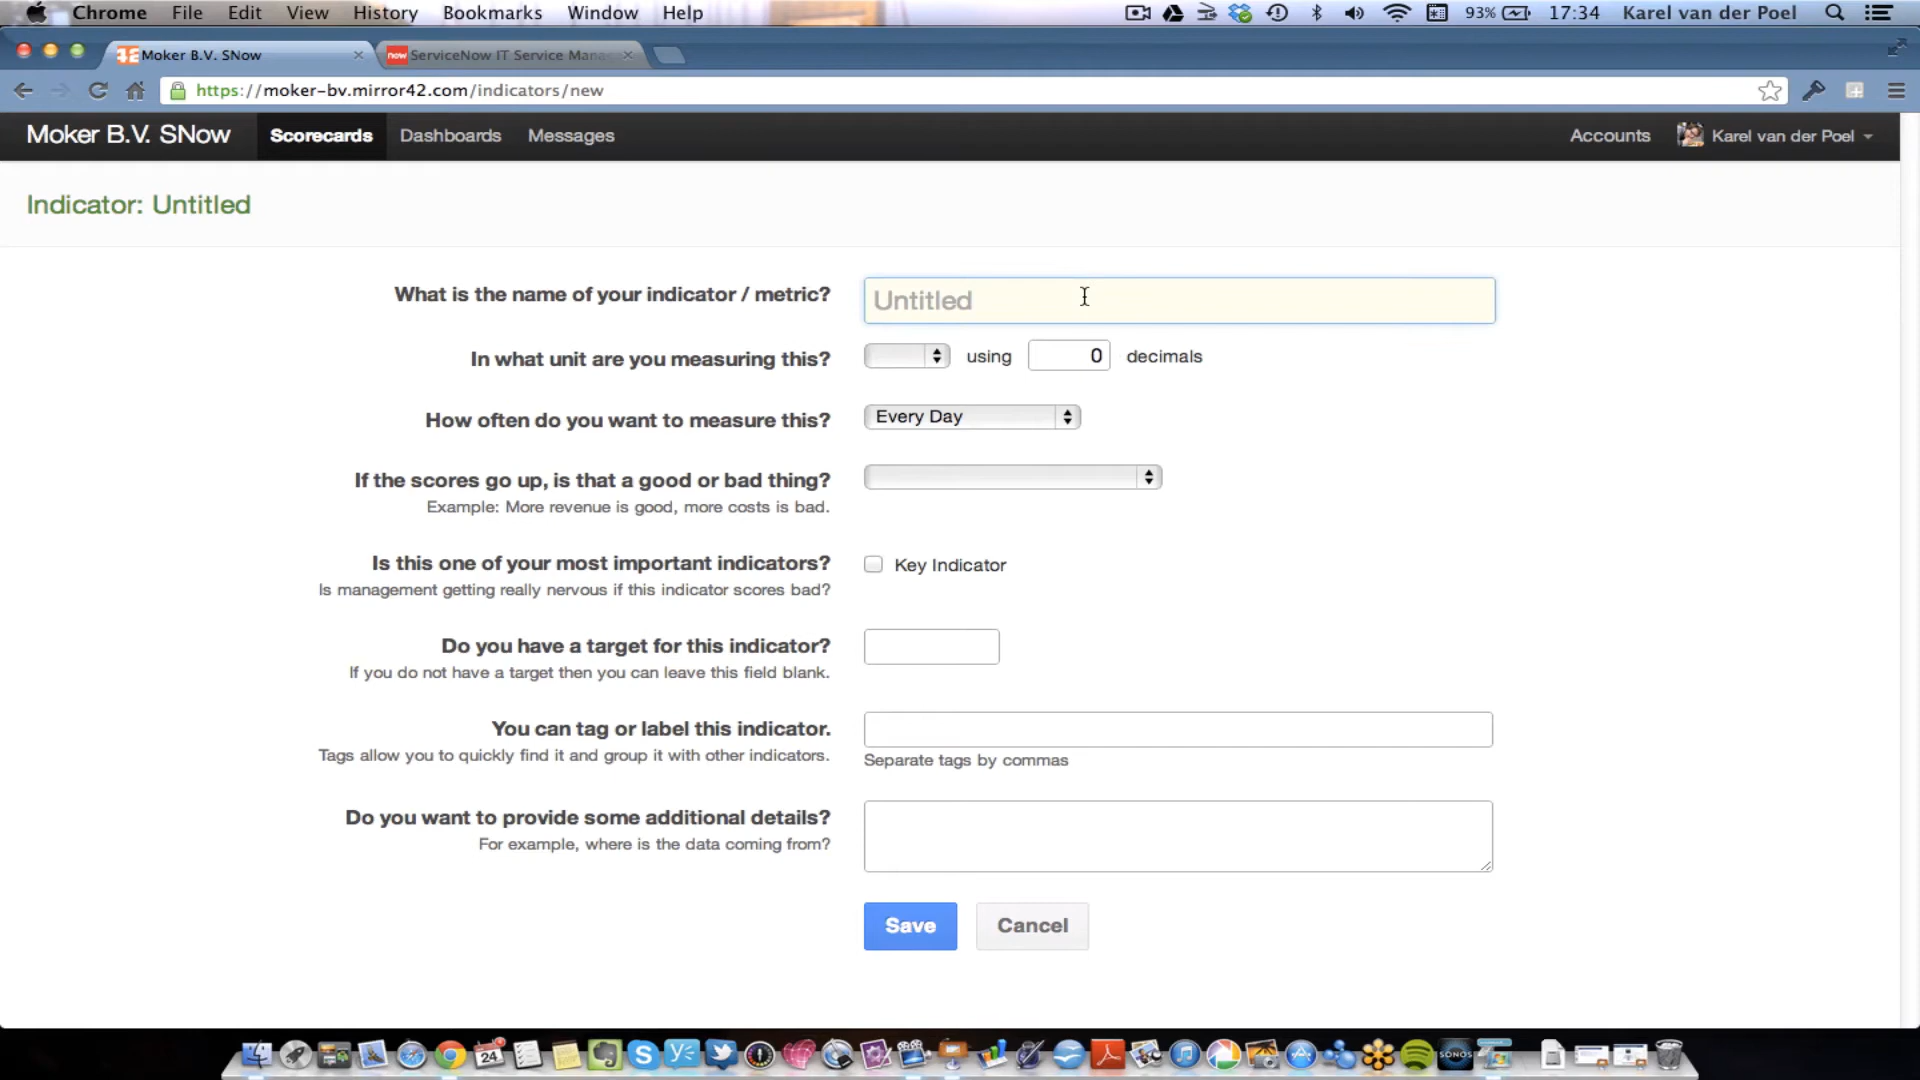 Chrome File Edit View History Bookmarks Window Help 93% 17:34 Karel van der Poel
Moker B.V. SNow now ServiceNow IT Service Mana
https://moker-bv.mirror42.com/indicators/new
Moker B.V. SNow Scorecards Dashboards Messages Accounts Karel van der Poel
Indicator: Untitled
What is the name of your indicator / metric? Untitled
In what unit are you measuring this? using 0 decimals
How often do you want to measure this? Every Day
If the scores go up, is that a good or bad thing?
Example: More revenue is good, more costs is bad.
Is this one of your most important indicators? Key Indicator
Is management getting really nervous if this indicator scores bad?
Do you have a target for this indicator?
If you do not have a target then you can leave this field blank.
You can tag or label this indicator.
Tags allow you to quickly find it and group it with other indicators. Separate tags by commas
Do you want to provide some additional details?
For example, where is the data coming from?
Save Cancel
24 SONOS